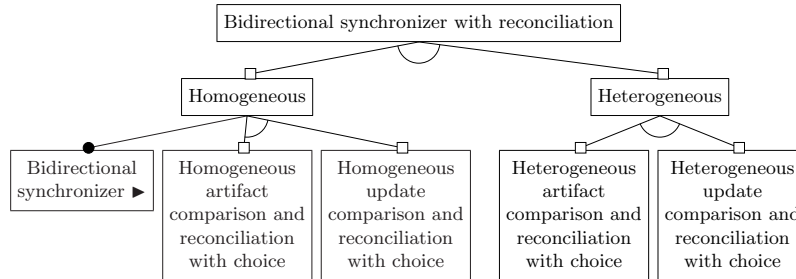 Bidirectional synchronizer with reconciliation
Homogeneous
Heterogeneous
Bidirectional
synchronizer ►
Homogeneous
artifact
comparison and
reconciliation
with choice
Homogeneous
update
comparison and
reconciliation
with choice
Heterogeneous
artifact
comparison and
reconciliation
with choice
Heterogeneous
update
comparison and
reconciliation
with choice